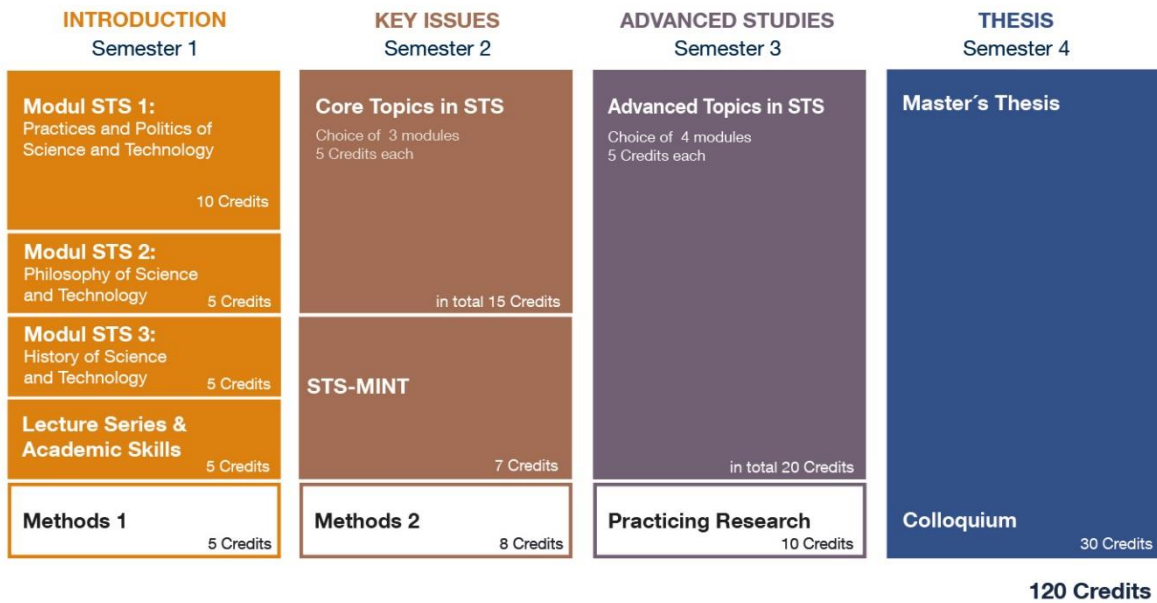 INTRODUCTION
Semester 1
Modul STS 1:
Practices and Politics of
Science and Technology
10 Credits
Modul STS 2:
Philosophy of Science
and Technology
5 Credits
Modul STS 3:
History of Science
and Technology
5 Credits
Lecture Series &
Academic Skills
5 Credits
Methods 1
5 Credits
KEY ISSUES
Semester 2
Core Topics in STS
Choice of 3 modules
5 Credits each
in total 15 Credits
STS-MINT
7 Credits
Methods 2
8 Credits
ADVANCED STUDIES
Semester 3
Advanced Topics in STS
Choice of 4 modules
5 Credits each
in total 20 Credits
Practicing Research
10 Credits
THESIS
Semester 4
Master´s Thesis
Colloquium
30 Credits
120 Credits